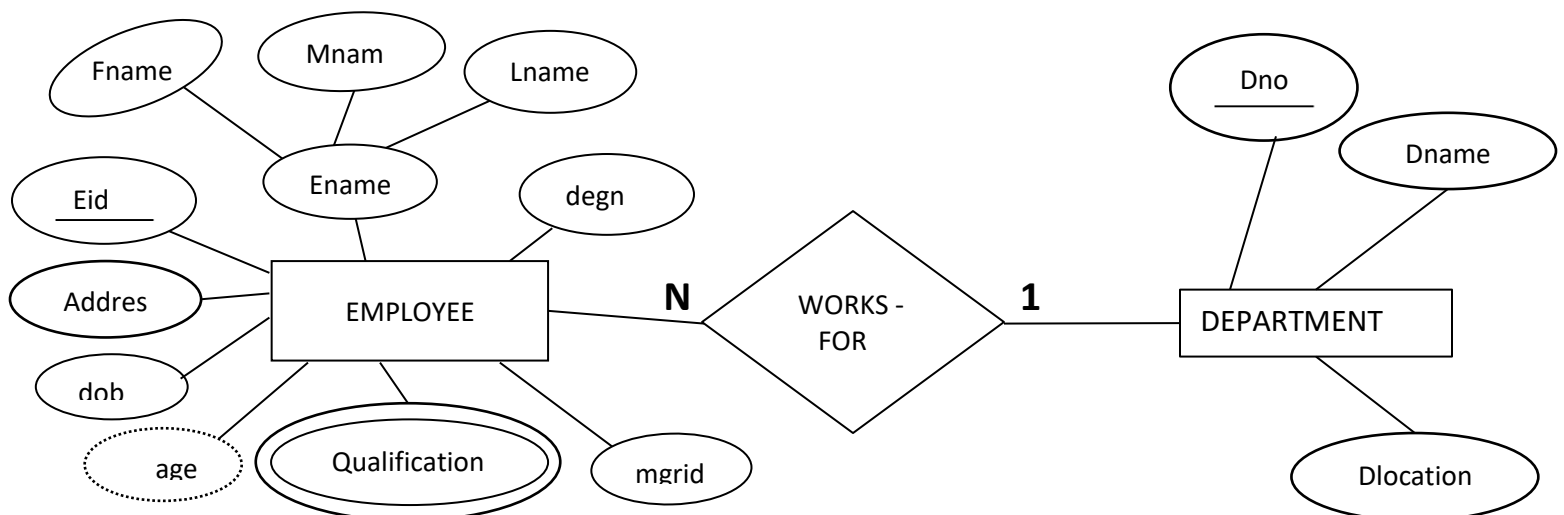 Fname
Mnam
Lname
Dno
Dname
Eid
Ename
degn
Addres
EMPLOYEE
N
WORKS -
FOR
1
DEPARTMENT
dob
age
Qualification
mgrid
Dlocation